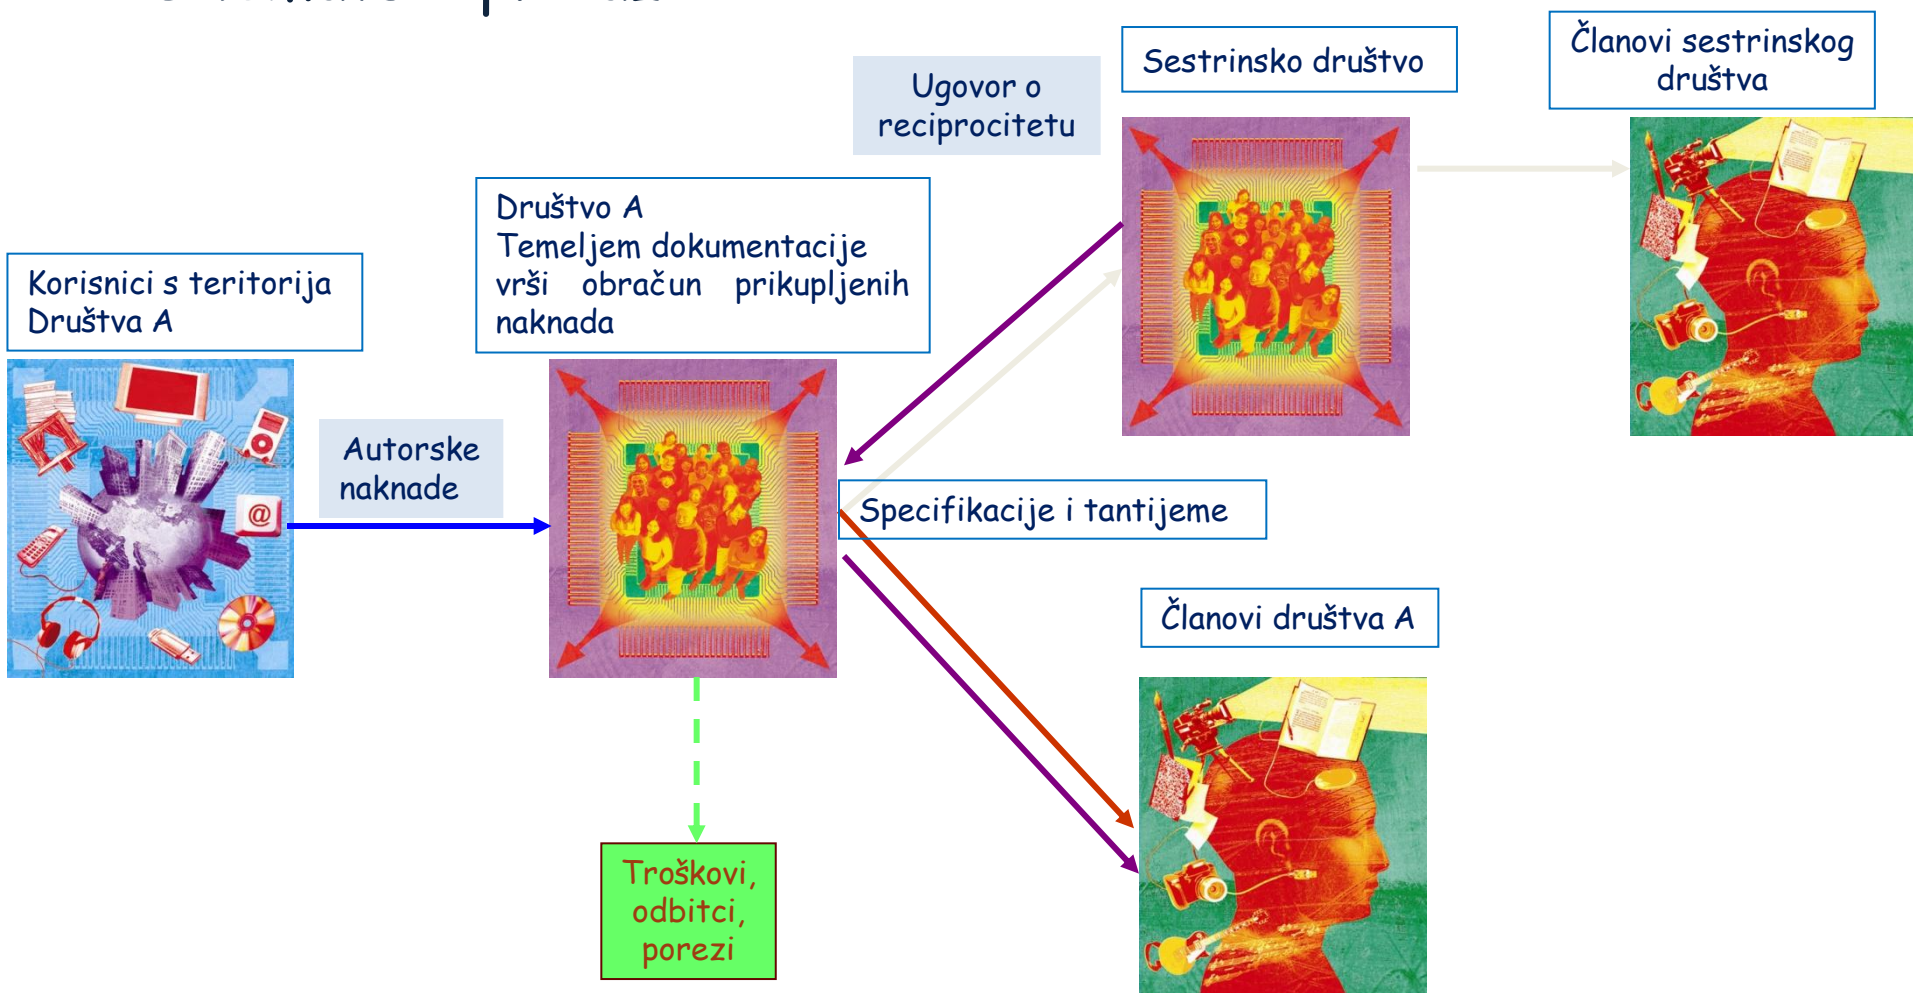 Sestrinsko društvo
Članovi sestrinskog
društva
Ugovor o
reciprocitetu
Društvo A
Temeljem dokumentacije
vrši obračun prikupljenih
naknada
Korisnici s teritorija
Društva A
Autorske
naknade
@
Specifikacije i tantijeme
Članovi društva A
Troškovi,
odbitci,
porezi